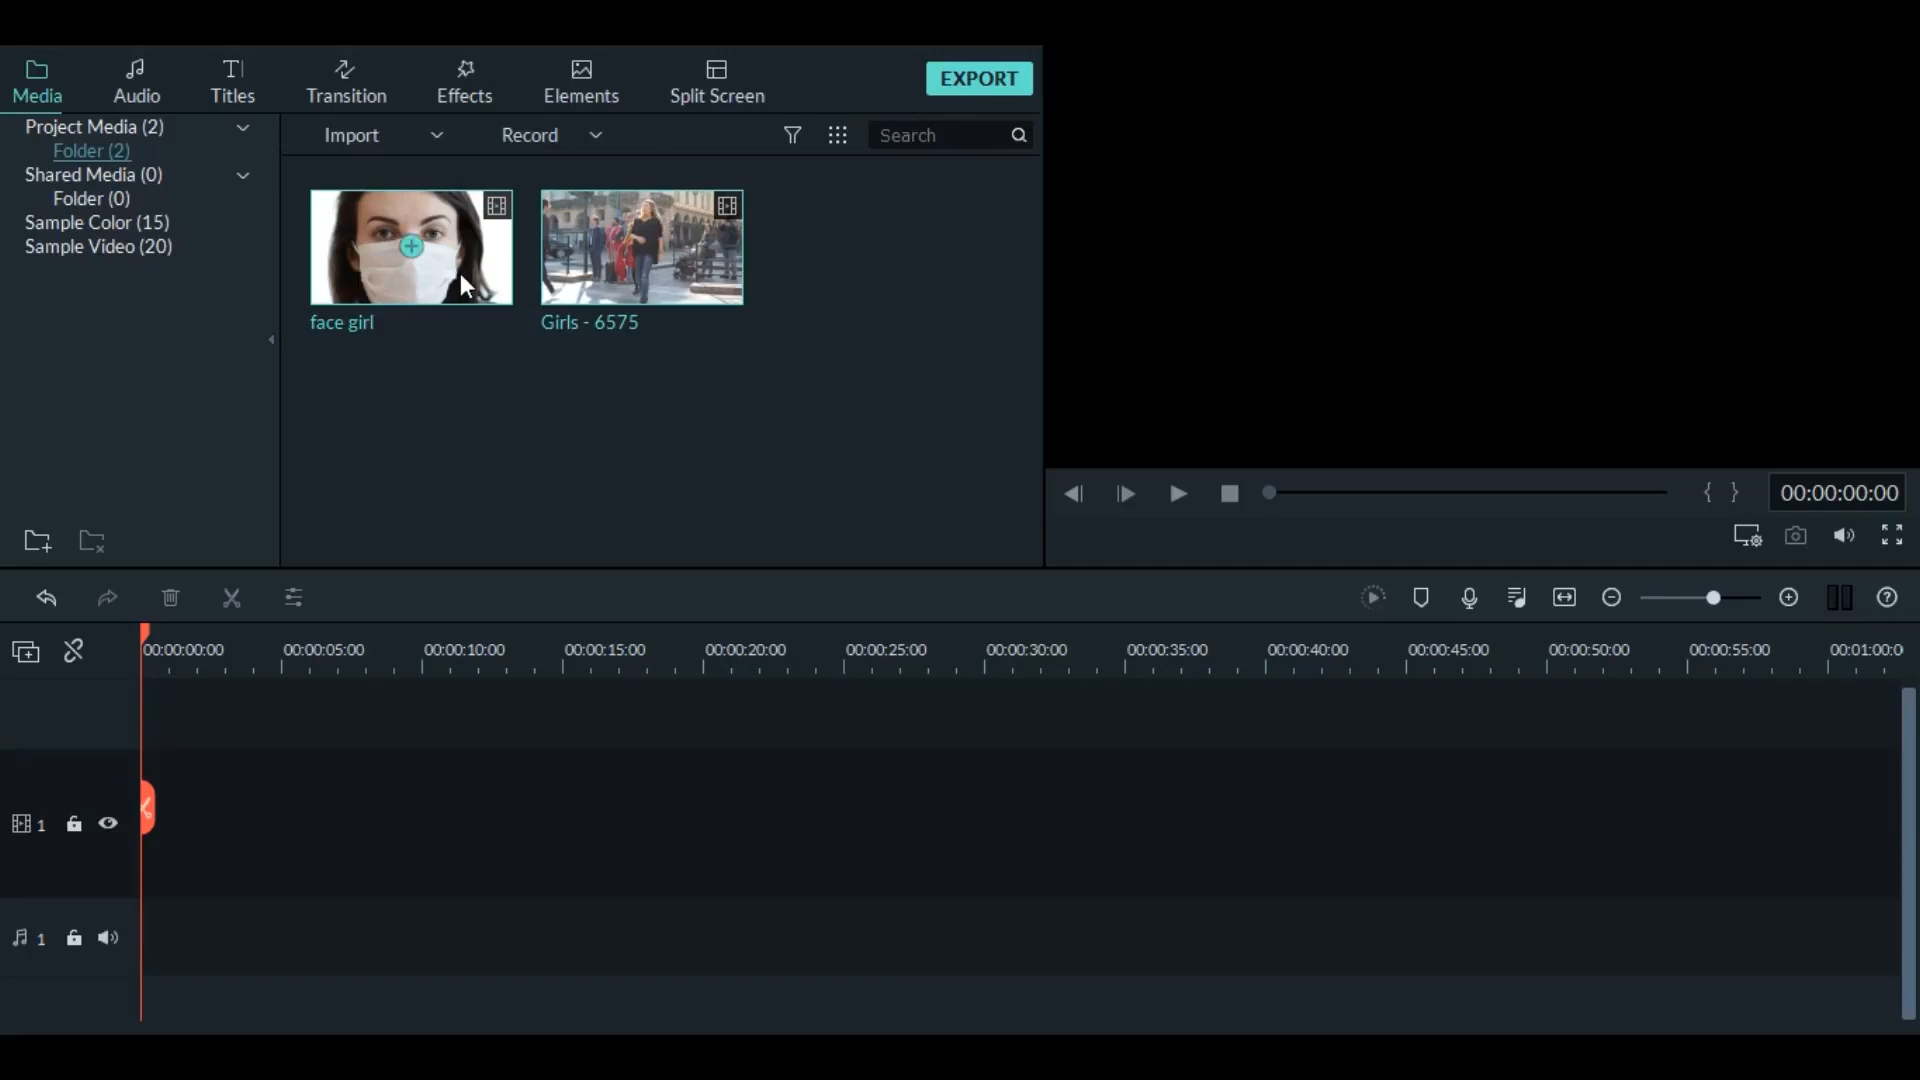 Media
Audio
Titles
Transition
Effects
Elements
Split Screen
EXPORT
Project Media (2)
Folder (2)
Shared Media (0)
Folder (0)
Sample Color (15)
Sample Video (20)
Import
Record
Search
face girl
Girls - 6575
00:00:00:00
00:00:00:00
00:00:05:00
00:00:10:00
00:00:15:00
00:00:20:00
00:00:25:00
00:00:30:00
00:00:35:00
00:00:40:00
00:00:45:00
00:00:50:00
00:00:55:00
00:01:00:0
1
1